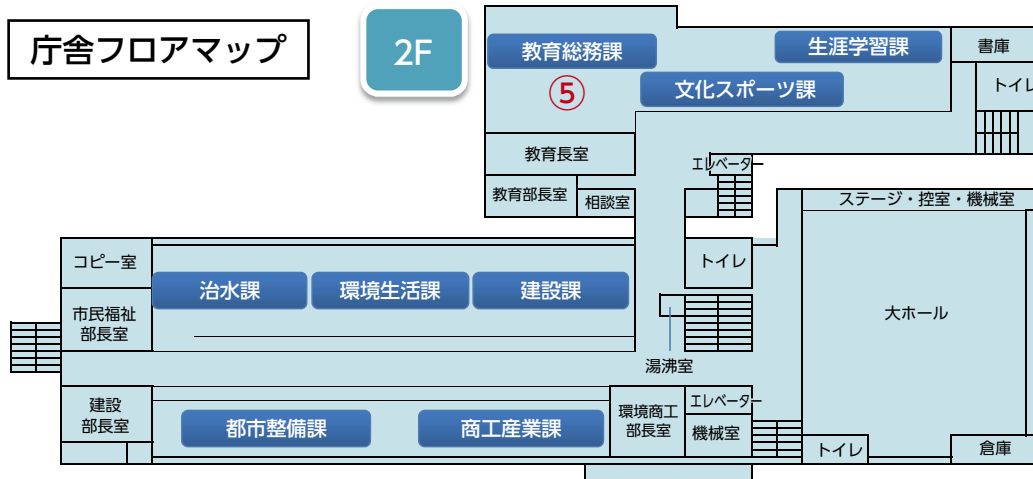 庁舎フロアマップ
2F
教育総務課
生涯学習課
書庫
文化スポーツ課
トイレ
⑤
教育長室
エレベーター
教育部長室
相談室
ステージ・控室・機械室
コピー室
トイレ
治水課
環境生活課
建設課
市民福祉
部長室
大ホール
湯沸室
建設
部長室
都市整備課
商工産業課
環境商工
部長室
エレベーター
機械室
トイレ
倉庫